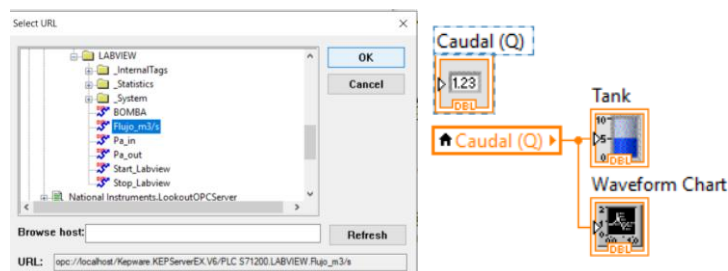 Select URL
LABVIEW
_InternalTags
_Statistics
_System
BOMBA
Flujo_m3/s
Pa_in
Pa_out
Start_Labview
Stop_Labview
National Instruments.LookoutOPCServer
OK
Cancel
Browse host:
Refresh
URL: opc://localhost/Kepware.KEPServerEX.V6/PLC S71200.LABVIEW.Flujo_m3/s
Caudal (Q)
1.23
DBL
Caudal (Q)
Tank
10
5
0
DBL
Waveform Chart
2
DBL